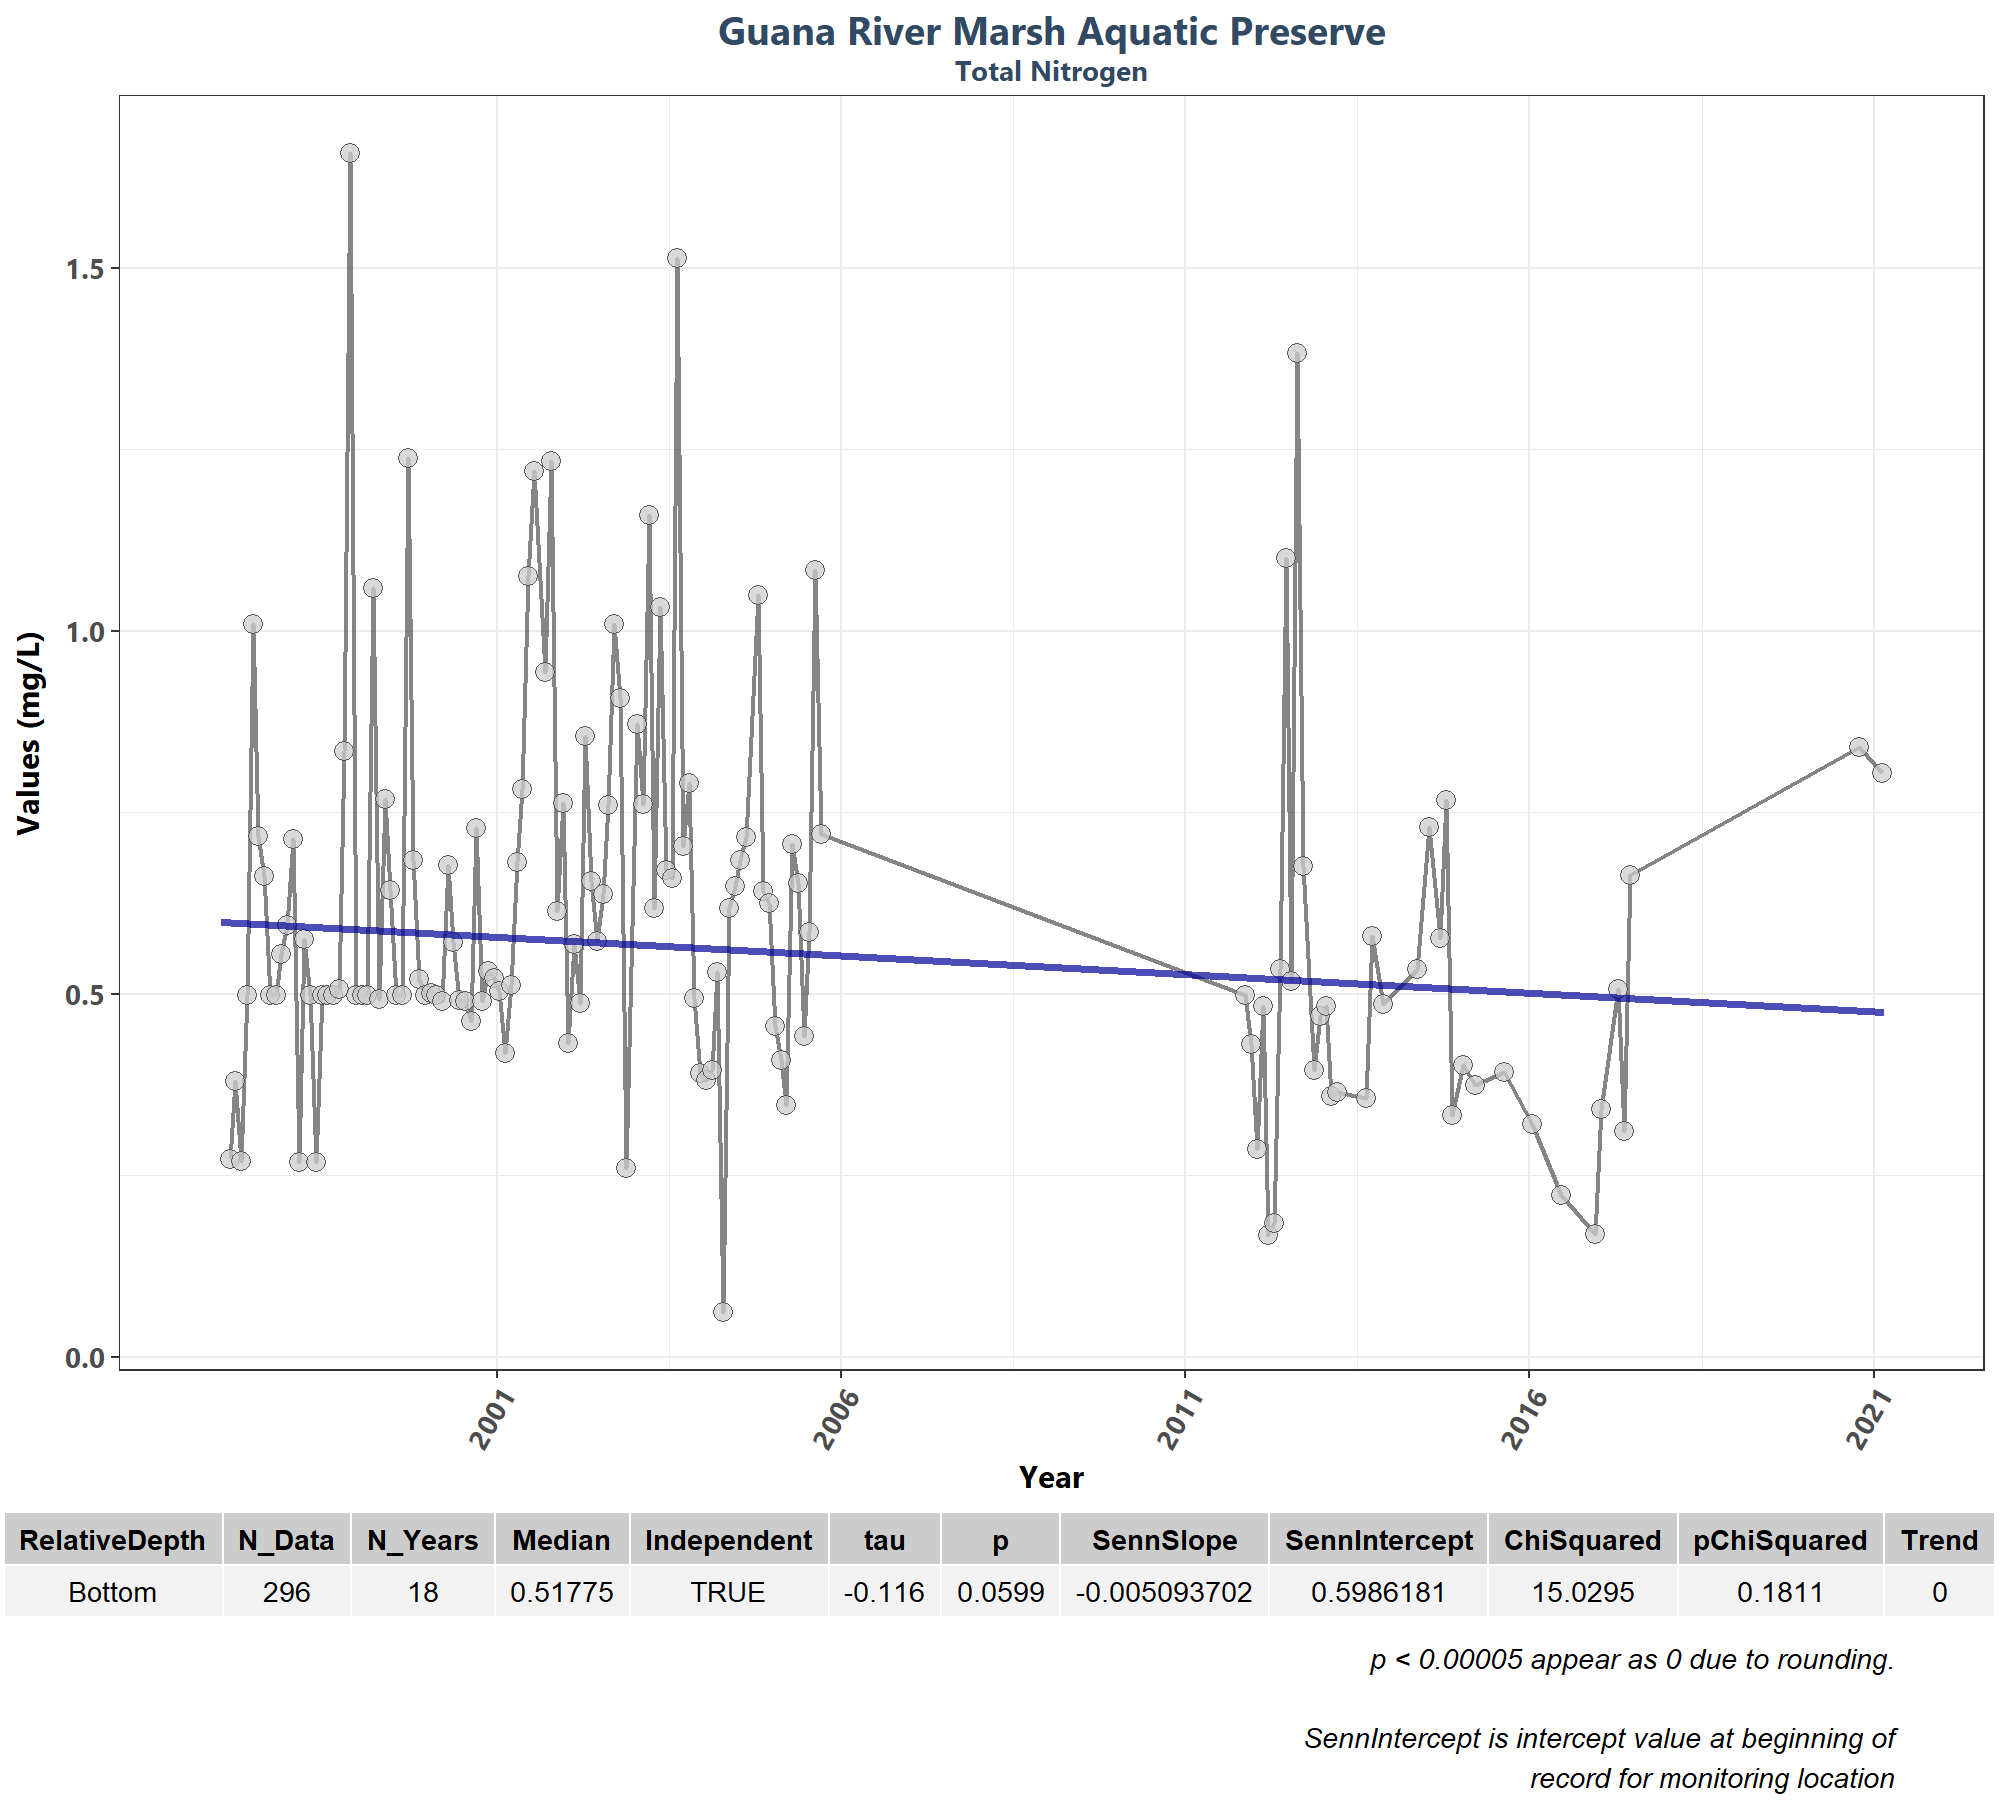 Guana River Marsh Aquatic Preserve
Total Nitrogen
Values (mg/L)
1.5
1.0
0.5
0.0
2001 2006 2011 2016 2021
Year
RelativeDepth N_Data N_Years Median Independent tau p SennSlope SennIntercept ChiSquared pChiSquared Trend
Bottom 296 18 0.51775 TRUE -0.116 0.0599 -0.005093702 0.5986181 15.0295 0.1811 0
p < 0.00005 appear as 0 due to rounding.
SennIntercept is intercept value at beginning of
record for monitoring location